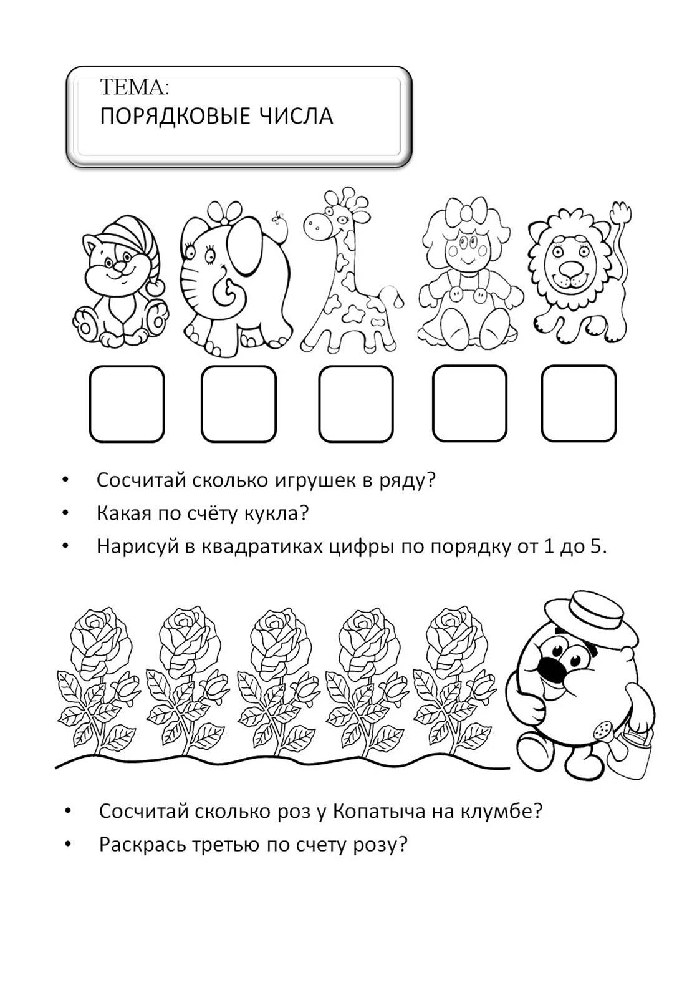 ТЕМА:
ПОРЯДКОВЫЕ ЧИСЛА
• Сосчитай сколько игрушек в ряду?
• Какая по счёту кукла?
• Нарисуй в квадратиках цифры по порядку от 1 до 5.
• Сосчитай сколько роз у Копатыча на клумбе?
• Раскрась третью по счету розу?